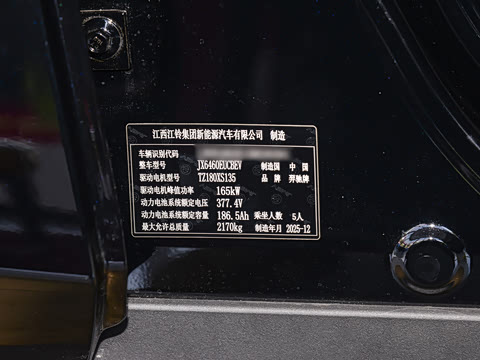 江西江铃集团新能源汽车有限公司 制造
车辆识别代码
整车型号 JX6460EUCBEV 制造国 中国
驱动电机型号 TZ180XS135 品牌 羿驰牌
驱动电机峰值功率 165kW
动力电池系统额定电压 377.4V
动力电池系统额定容量 186.5Ah 乘坐人数 5人
最大允许总质量 2170kg 制造年月 2025-12